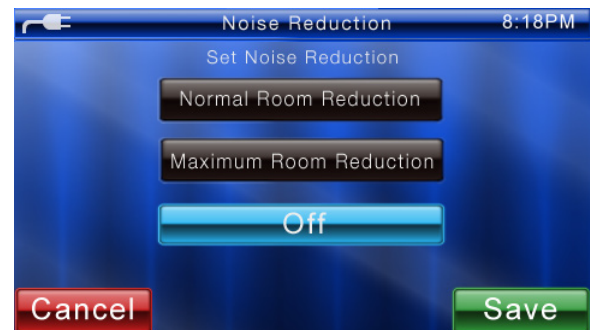 Noise Reduction 8:18PM
Set Noise Reduction
Normal Room Reduction
Maximum Room Reduction
Off
Cancel Save